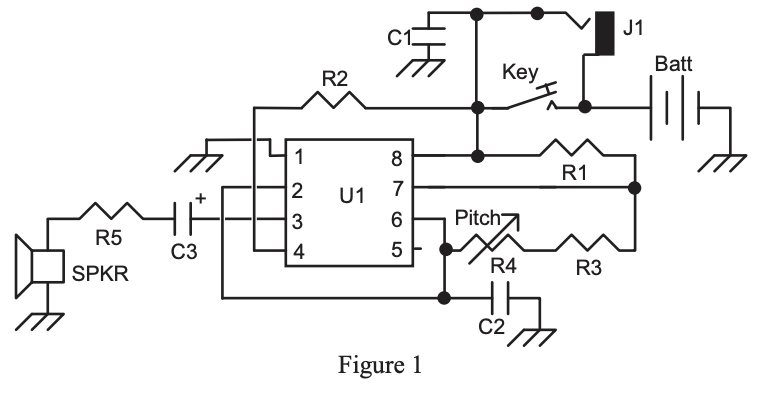 J1
C1
Batt
Key
R2
1
8
R1
2
U1
7
+
3
6
Pitch
R5
C3
4
5
R4
R3
SPKR
C2
Figure 1